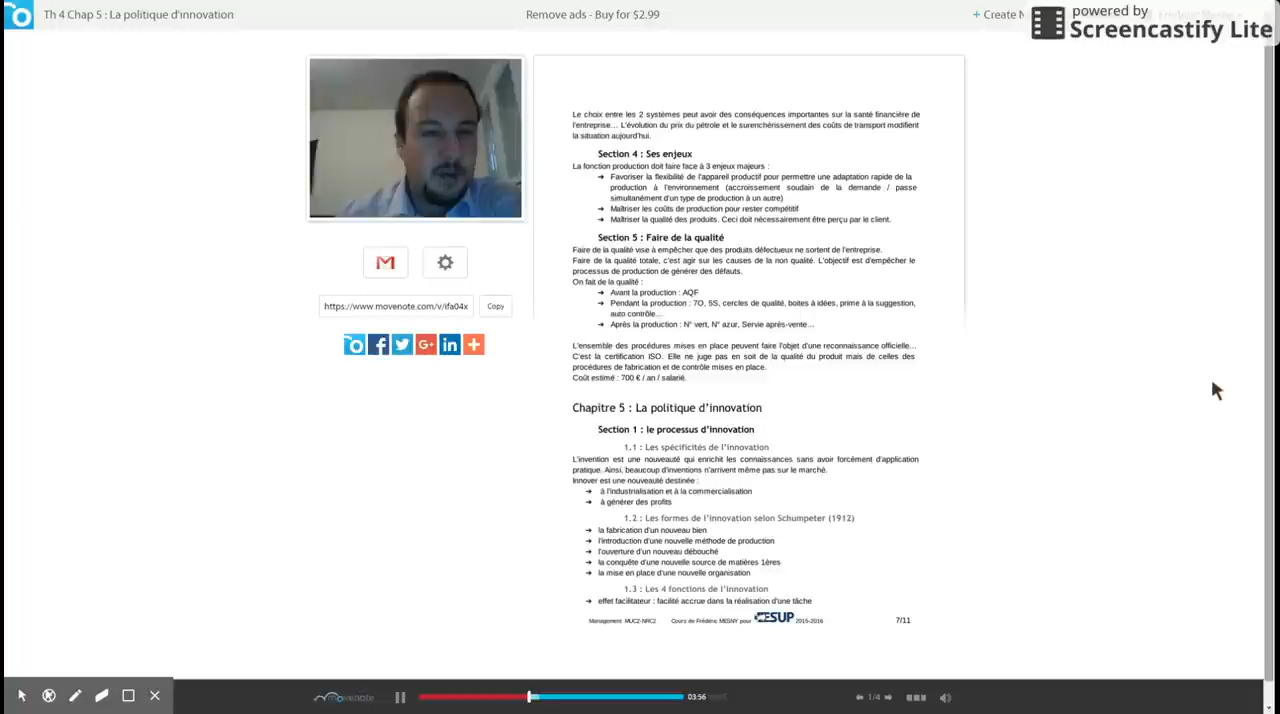 Th 4 Chap 5 : La politique d'innovation
Remove ads - Buy for $2.99
+ Create N
powered by
Screencastify Lite
https://www.movenote.com/v/ifa04x
Copy
Le choix entre les 2 systèmes peut avoir des conséquences importantes sur la santé financière de
l'entreprise… L'évolution du prix du pétrole et le surenchérissement des coûts de transport modifient
la situation aujourd'hui.
Section 4 : Ses enjeux
La fonction production doit faire face à 3 enjeux majeurs :
➔ Favoriser la flexibilité de l'appareil productif pour permettre une adaptation rapide de la
production à l'environnement (accroissement soudain de la demande / passe
simultanément d'un type de production à un autre)
➔ Maîtriser les coûts de production pour rester compétitif
➔ Maîtriser la qualité des produits. Ceci doit nécessairement être perçu par le client.
Section 5 : Faire de la qualité
Faire de la qualité vise à empêcher que des produits défectueux ne sortent de l'entreprise.
Faire de la qualité totale, c'est agir sur les causes de la non qualité. L'objectif est d'empêcher le
processus de production de générer des défauts.
On fait de la qualité :
➔ Avant la production : AQF
➔ Pendant la production : 7O, 5S, cercles de qualité, boites à idées, prime à la suggestion,
auto contrôle…
➔ Après la production : N° vert, N° azur, Servie après-vente…
L'ensemble des procédures mises en place peuvent faire l'objet d'une reconnaissance officielle…
C'est la certification ISO. Elle ne juge pas en soit de la qualité du produit mais de celles des
procédures de fabrication et de contrôle mises en place.
Coût estimé : 700 € / an / salarié.
Chapitre 5 : La politique d'innovation
Section 1 : le processus d'innovation
1.1 : Les spécificités de l'innovation
L'invention est une nouveauté qui enrichit les connaissances sans avoir forcément d'application
pratique. Ainsi, beaucoup d'inventions n'arrivent même pas sur le marché.
Innover est une nouveauté destinée :
➔ à l'industrialisation et à la commercialisation
➔ à générer des profits
1.2 : Les formes de l'innovation selon Schumpeter (1912)
➔ la fabrication d'un nouveau bien
➔ l'introduction d'une nouvelle méthode de production
➔ l'ouverture d'un nouveau débouché
➔ la conquête d'une nouvelle source de matières 1ères
➔ la mise en place d'une nouvelle organisation
1.3 : Les 4 fonctions de l'innovation
➔ effet facilitateur : facilité accrue dans la réalisation d'une tâche
Management MUC2-NRC2 Cours de Frédéric MESNY pour CESUP 2015-2016 7/11
movenote
03:56
1/4